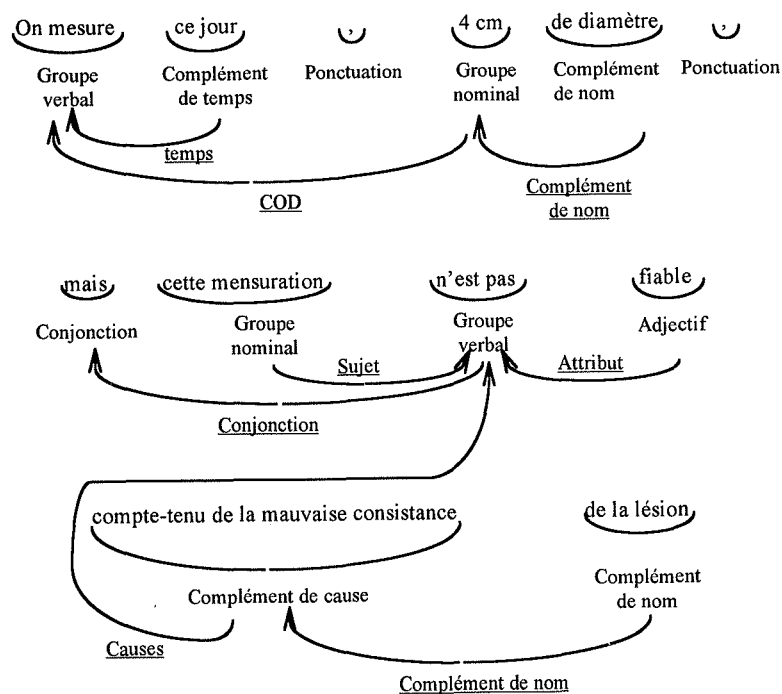 On mesure ce jour , 4 cm de diamètre ,
Groupe verbal Complément de temps Ponctuation Groupe nominal Complément de nom Ponctuation
temps
COD
Complément de nom
mais cette mensuration n'est pas fiable
Conjonction Groupe nominal Groupe verbal Adjectif
Sujet Attribut
Conjonction
compte-tenu de la mauvaise consistance de la lésion
Complément de cause Complément de nom
Causes
Complément de nom